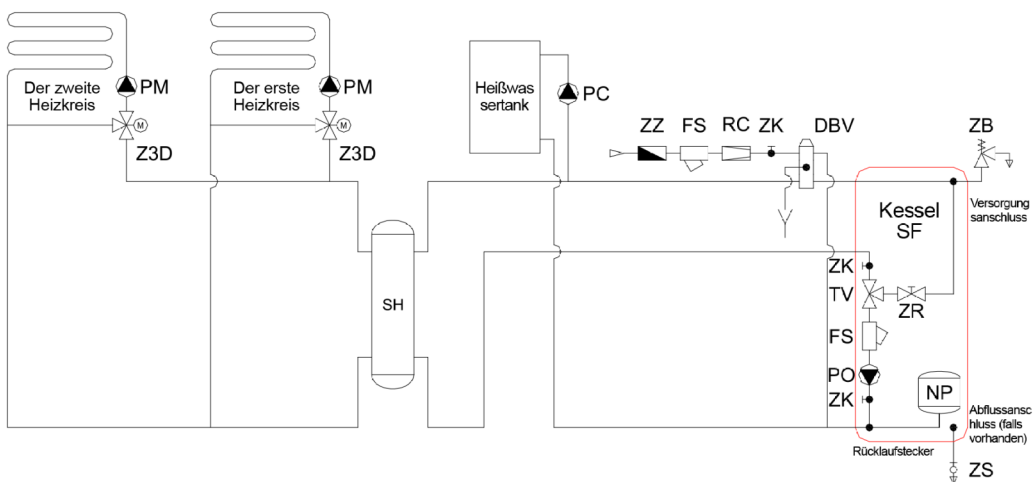 Der zweite
Heizkreis
PM
M
Z3D
Der erste
Heizkreis
PM
M
Z3D
Heißwas
sertank
PC
ZZ
FS
RC
ZK
DBV
ZB
Versorgung
sanschluss
Kessel
SF
ZK
TV
ZR
FS
PO
ZK
NP
SH
Abflussansc
hluss (falls
vorhanden)
Rücklaufstecker
ZS